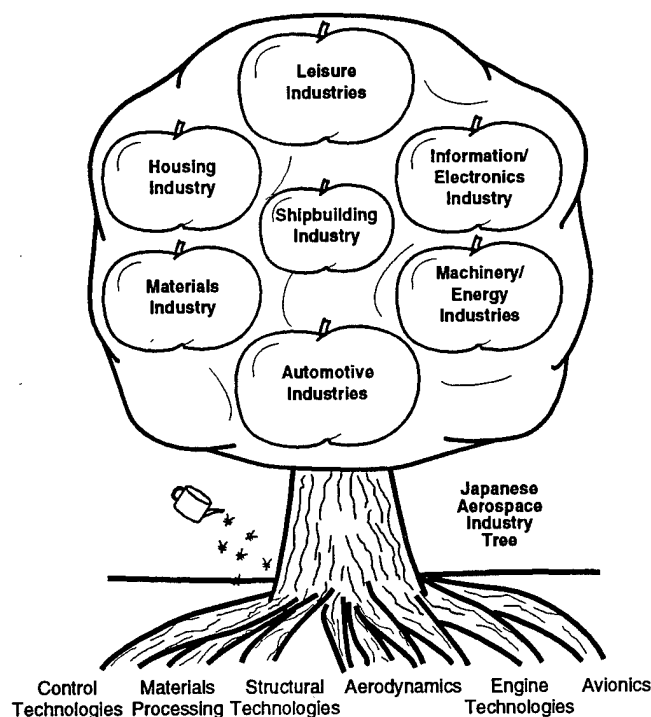 Leisure
Industries
Housing
Industry
Information/
Electronics
Industry
Shipbuilding
Industry
Materials
Industry
Machinery/
Energy
Industries
Automotive
Industries
Japanese
Aerospace
Industry
Tree
Control
Technologies
Materials
Processing
Structural
Technologies
Aerodynamics
Engine
Technologies
Avionics